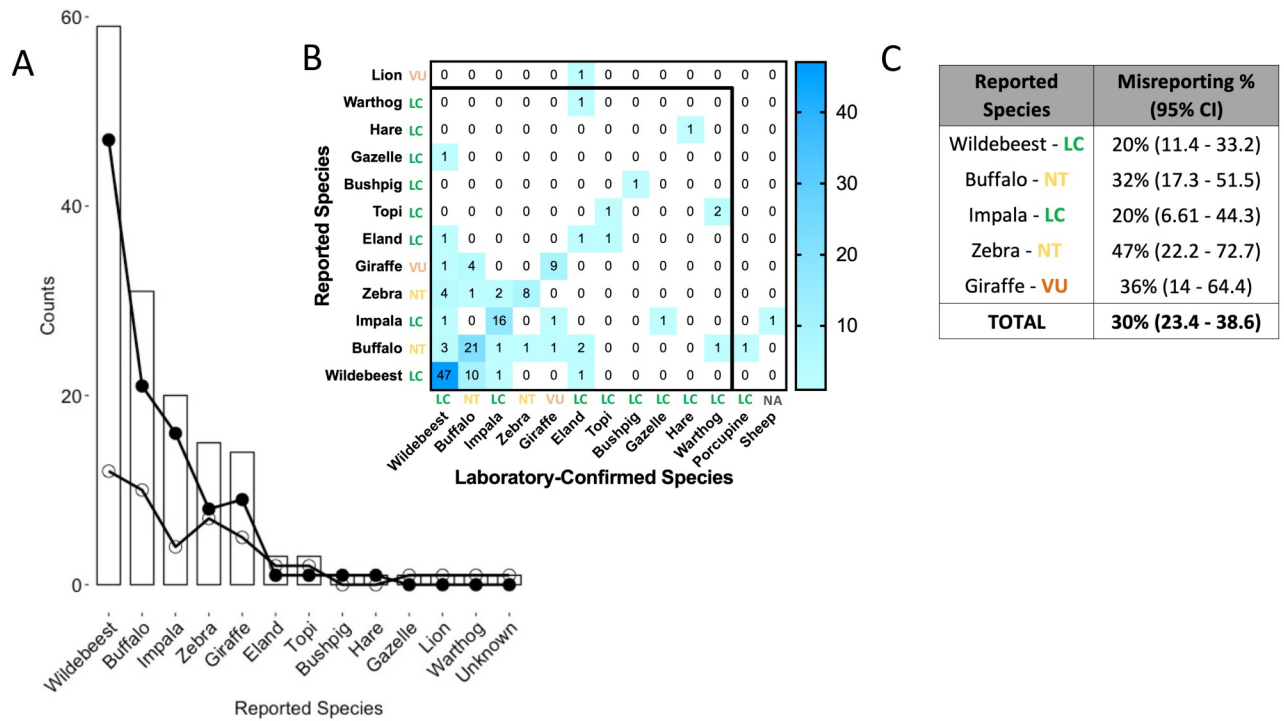 A
60
40
20
0
Counts
Wildebeest
Buffalo
Impala
Zebra
Giraffe
Eland
Topi
Bushpig
Hare
Gazelle
Lion
Warthog
Unknown
Reported Species
B
Reported Species
Lion VU 0 0 0 0 0 1 0 0 0 0 0 0 0
Warthog LC 0 0 0 0 0 1 0 0 0 0 0 0 0
Hare LC 0 0 0 0 0 0 0 0 0 1 0 0 0
Gazelle LC 1 0 0 0 0 0 0 0 0 0 0 0 0
Bushpig LC 0 0 0 0 0 0 0 1 0 0 0 0 0
Topi LC 0 0 0 0 0 0 1 0 0 0 2 0 0
Eland LC 1 0 0 0 0 1 1 0 0 0 0 0 0
Giraffe VU 1 4 0 0 9 0 0 0 0 0 0 0 0
Zebra NT 4 1 2 8 0 0 0 0 0 0 0 0 0
Impala LC 1 0 16 0 1 0 0 0 1 0 0 0 1
Buffalo NT 3 21 1 1 1 2 0 0 0 0 1 1 0
Wildebeest LC 47 10 1 0 0 1 0 0 0 0 0 0 0
LC NT LC NT VU LC LC LC LC LC LC LC NA
Wildebeest
Buffalo
Impala
Zebra
Giraffe
Eland
Topi
Bushpig
Gazelle
Hare
Warthog
Porcupine
Sheep
Laboratory-Confirmed Species
40
30
20
10
C
Reported Species Misreporting % (95% CI)
Wildebeest - LC 20% (11.4 - 33.2)
Buffalo - NT 32% (17.3 - 51.5)
Impala - LC 20% (6.61 - 44.3)
Zebra - NT 47% (22.2 - 72.7)
Giraffe - VU 36% (14 - 64.4)
TOTAL 30% (23.4 - 38.6)